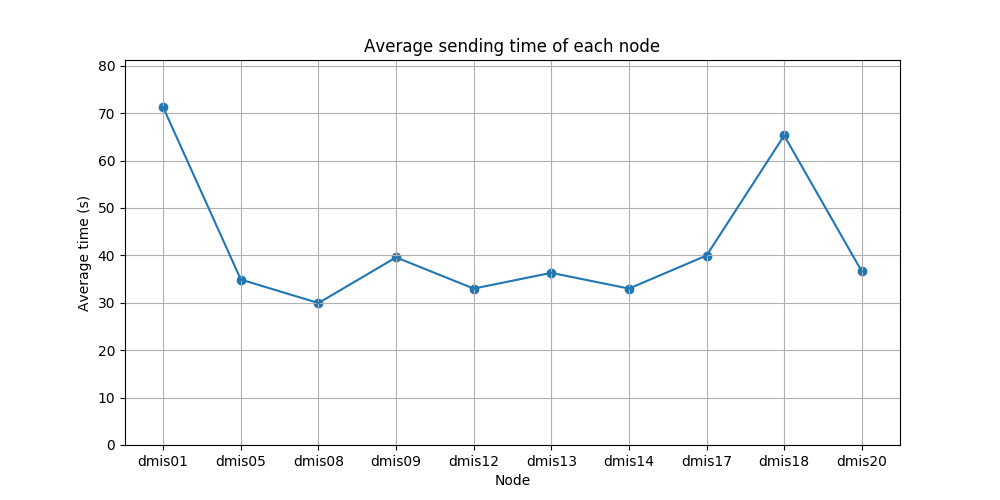 Average sending time of each node
Average time (s)
80
70
60
50
40
30
20
10
0
dmis01 dmis05 dmis08 dmis09 dmis12 dmis13 dmis14 dmis17 dmis18 dmis20
Node